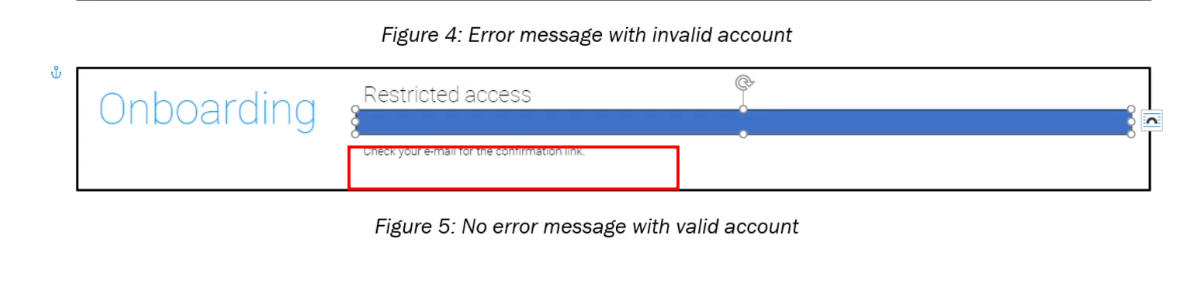 Figure 4: Error message with invalid account
Onboarding
Restricted access
Check your e-mail for the confirmation link.
Figure 5: No error message with valid account